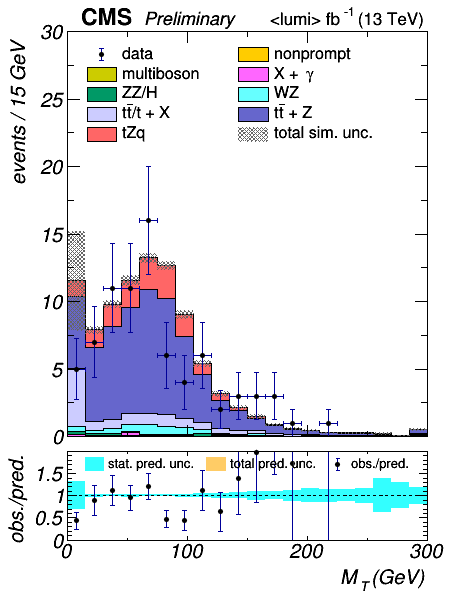 CMS Preliminary <lumi> fb⁻¹ (13 TeV)
events / 15 GeV
30
25
20
15
10
5
0
data
nonprompt
multiboson
X + γ
ZZ/H
WZ
tt̄/t + X
tt̄ + Z
tZq
total sim. unc.
obs./pred.
1.5
1
0.5
0
stat. pred. unc. total pred. unc. obs./pred.
0 100 200 300
M_T(GeV)